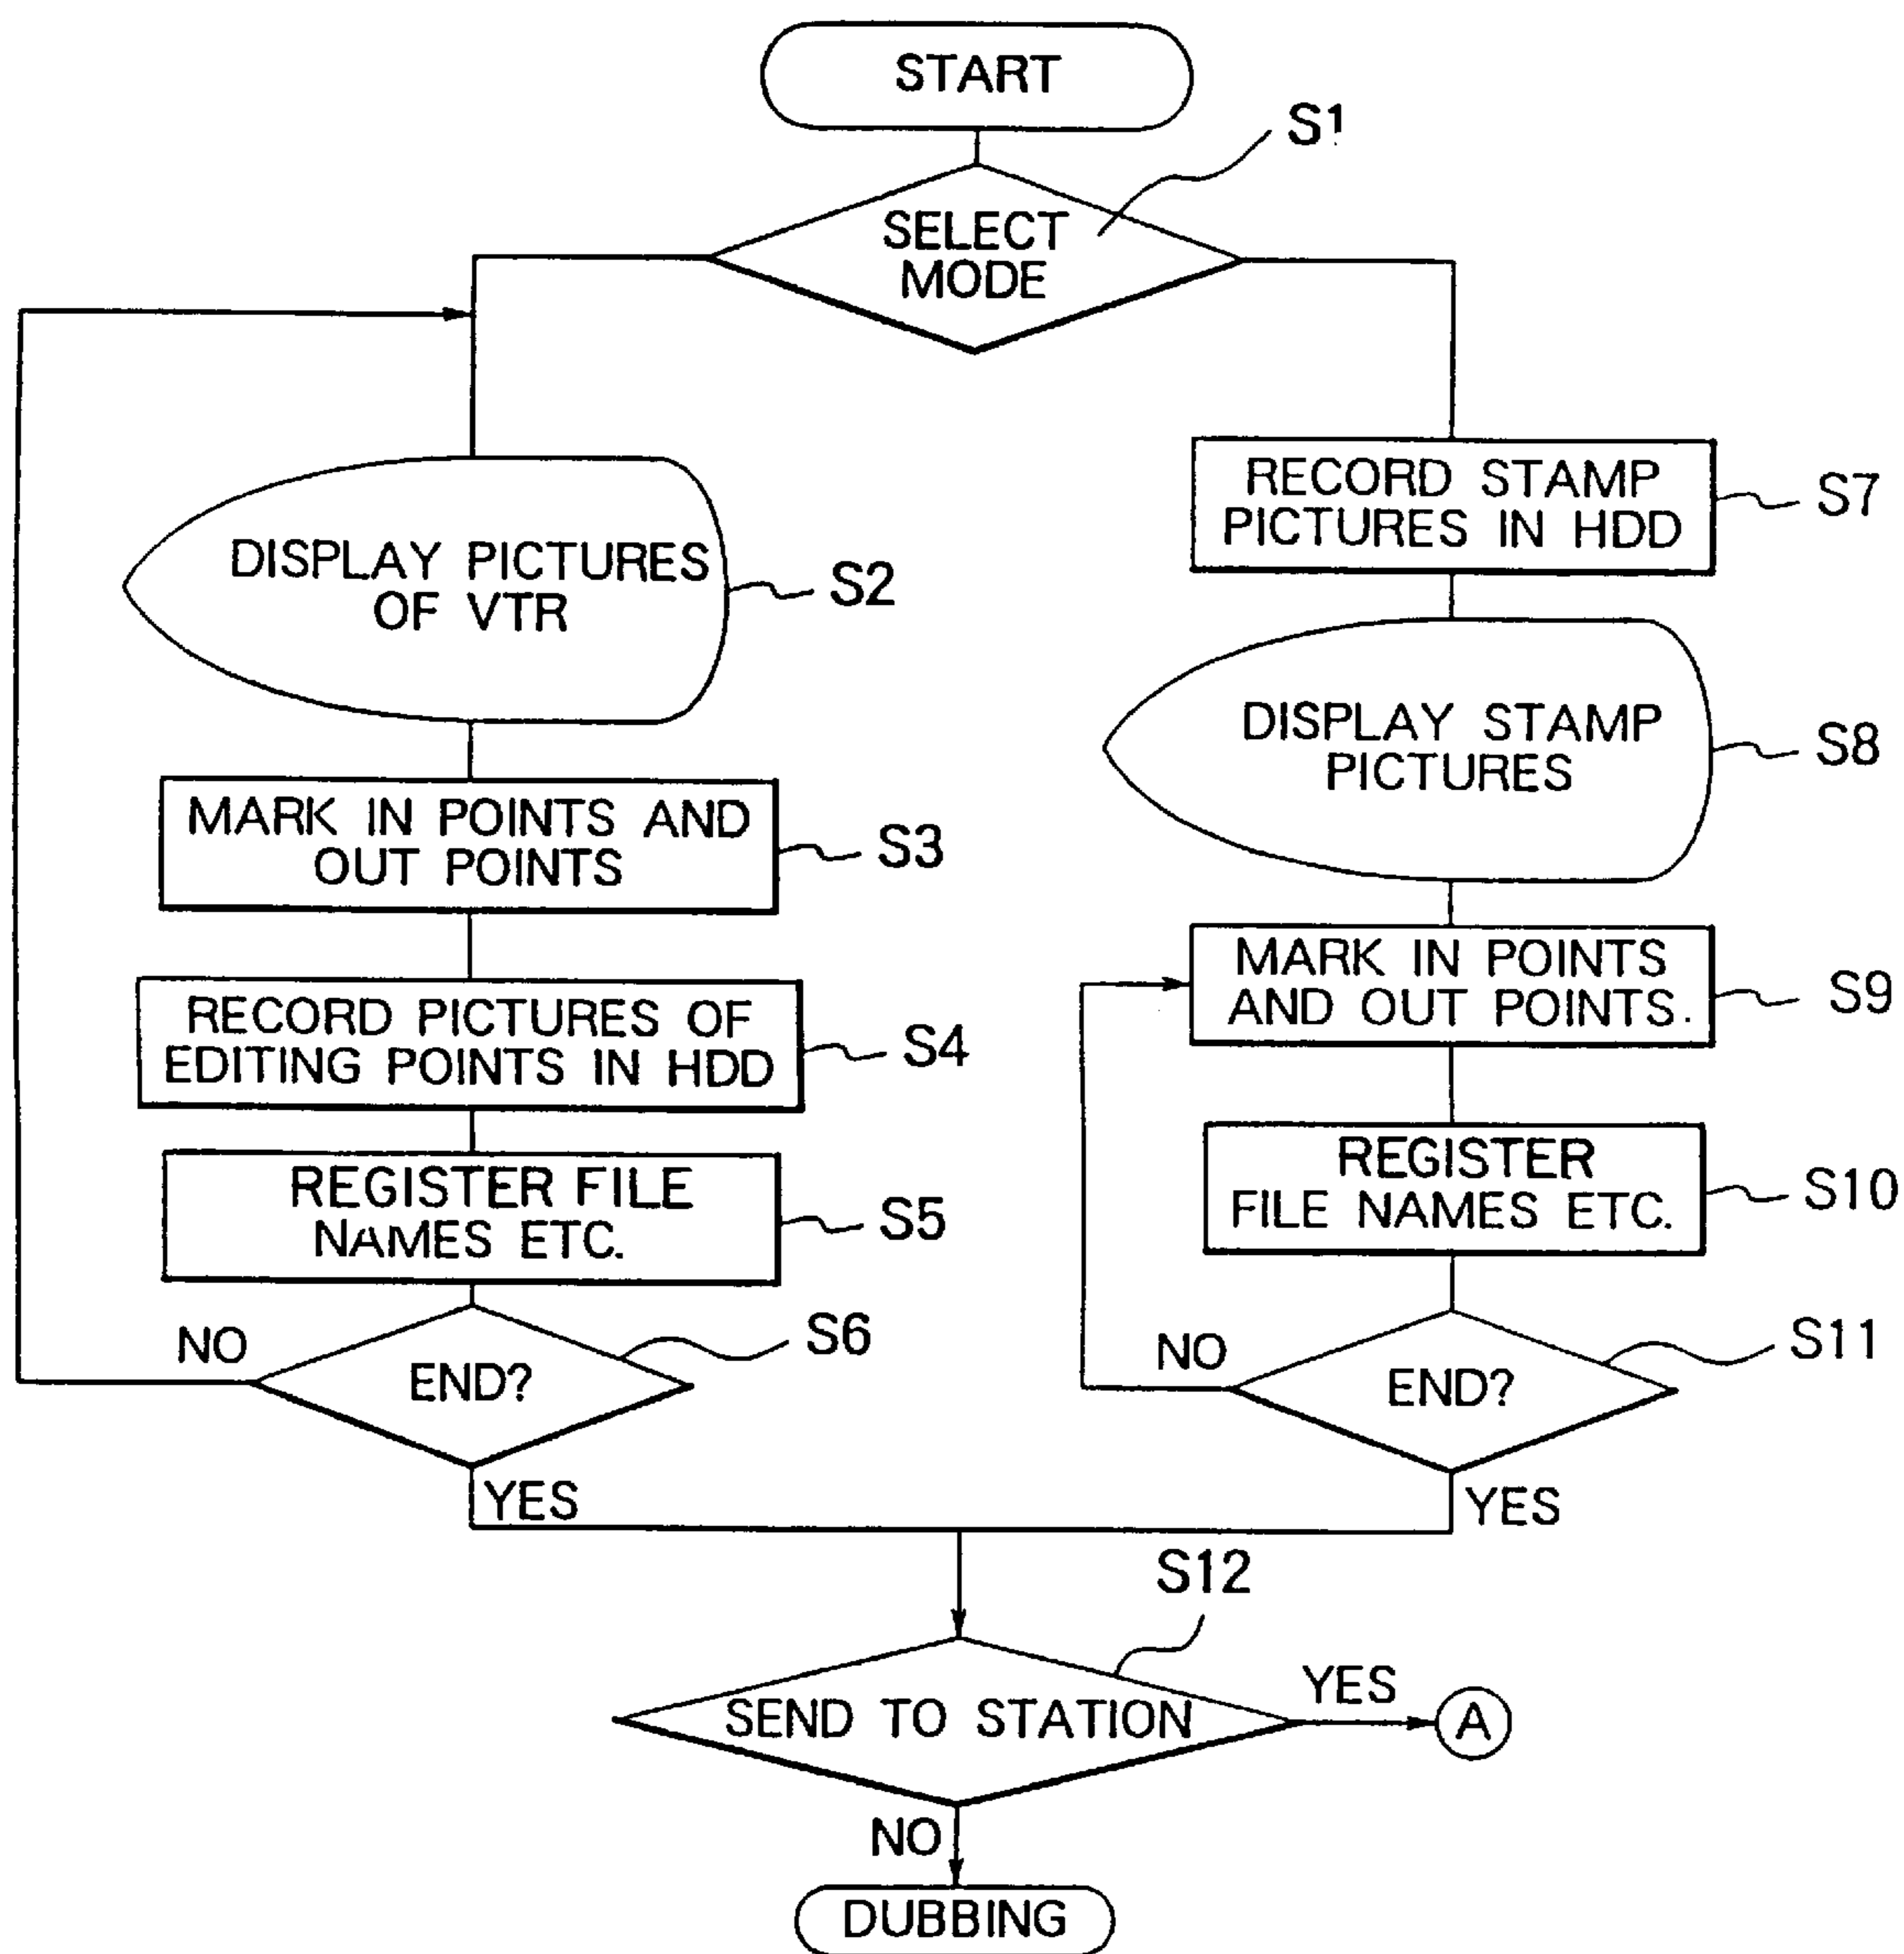 START
S1
SELECT
MODE
DISPLAY PICTURES
OF VTR
S2
MARK IN POINTS AND
OUT POINTS
S3
RECORD PICTURES OF
EDITING POINTS IN HDD
S4
REGISTER FILE
NAMES ETC.
S5
NO
END?
S6
YES
RECORD STAMP
PICTURES IN HDD
S7
DISPLAY STAMP
PICTURES
S8
MARK IN POINTS
AND OUT POINTS.
S9
REGISTER
FILE NAMES ETC.
S10
NO
END?
S11
YES
S12
SEND TO STATION
YES
A
NO
DUBBING